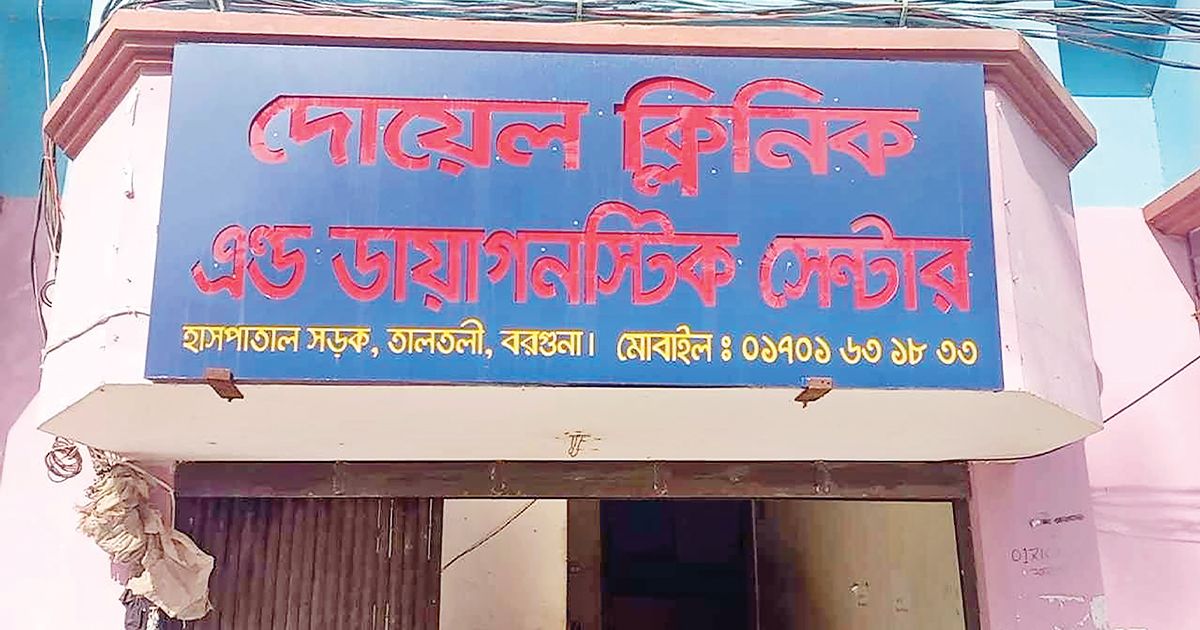 দোয়েল ক্লিনিক
এণ্ড ডায়াগনস্টিক সেন্টার
হাসপাতাল সড়ক, তালতলী, বরগুনা। মোবাইল ঃ ০১৭০১ ৬৩ ১৮ ৩৩